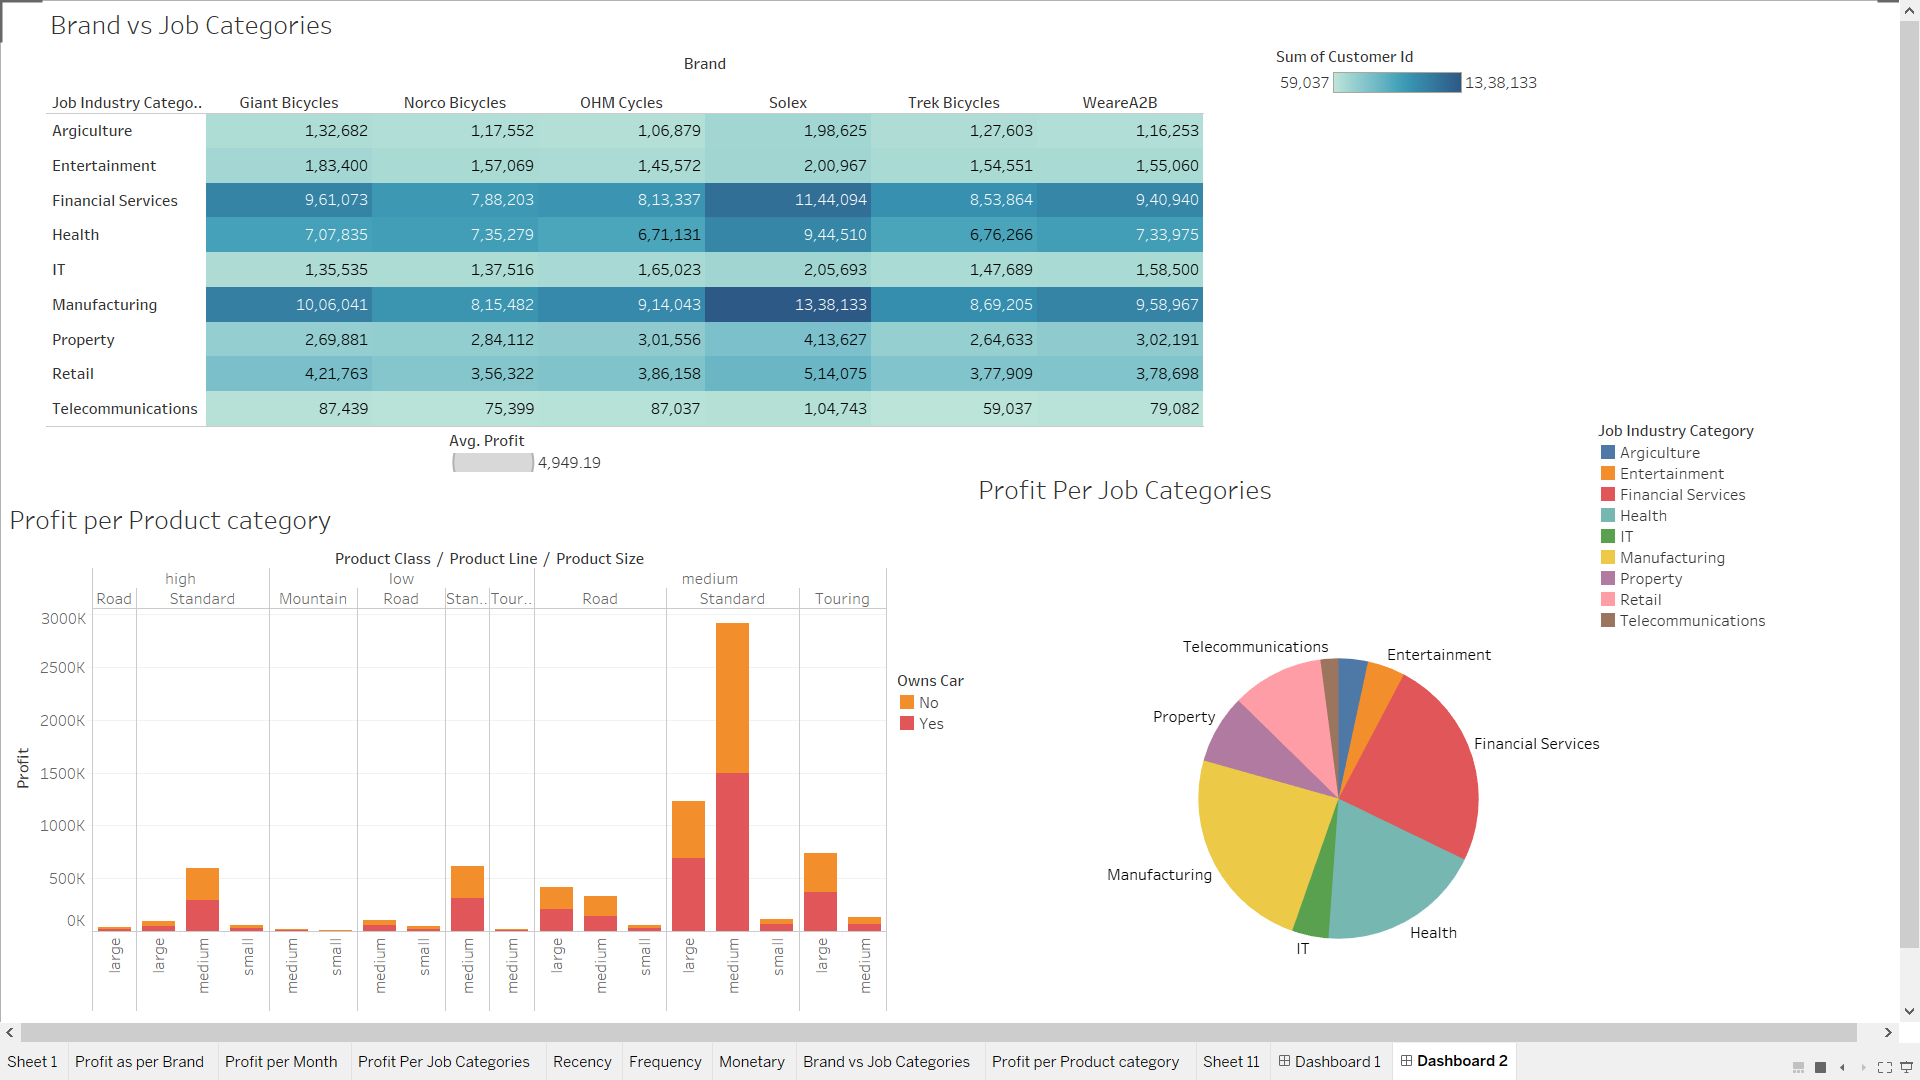 Brand vs Job Categories
Brand
Job Industry Catego.. Giant Bicycles Norco Bicycles OHM Cycles Solex Trek Bicycles WeareA2B
Argiculture 1,32,682 1,17,552 1,06,879 1,98,625 1,27,603 1,16,253
Entertainment 1,83,400 1,57,069 1,45,572 2,00,967 1,54,551 1,55,060
Financial Services 9,61,073 7,88,203 8,13,337 11,44,094 8,53,864 9,40,940
Health 7,07,835 7,35,279 6,71,131 9,44,510 6,76,266 7,33,975
IT 1,35,535 1,37,516 1,65,023 2,05,693 1,47,689 1,58,500
Manufacturing 10,06,041 8,15,482 9,14,043 13,38,133 8,69,205 9,58,967
Property 2,69,881 2,84,112 3,01,556 4,13,627 2,64,633 3,02,191
Retail 4,21,763 3,56,322 3,86,158 5,14,075 3,77,909 3,78,698
Telecommunications 87,439 75,399 87,037 1,04,743 59,037 79,082
Sum of Customer Id
59,037 13,38,133
Avg. Profit
4,949.19
Profit per Product category
Product Class / Product Line / Product Size
high low medium
Road Standard Mountain Road Stan.. Tour.. Road Standard Touring
Profit
3000K
2500K
2000K
1500K
1000K
500K
0K
large large medium small medium small medium small medium medium large medium small large medium small large medium
Owns Car
No
Yes
Profit Per Job Categories
Job Industry Category
Argiculture
Entertainment
Financial Services
Health
IT
Manufacturing
Property
Retail
Telecommunications
Telecommunications
Entertainment
Property
Financial Services
Manufacturing
Health
IT
Sheet 1 Profit as per Brand Profit per Month Profit Per Job Categories Recency Frequency Monetary Brand vs Job Categories Profit per Product category Sheet 11 Dashboard 1 Dashboard 2